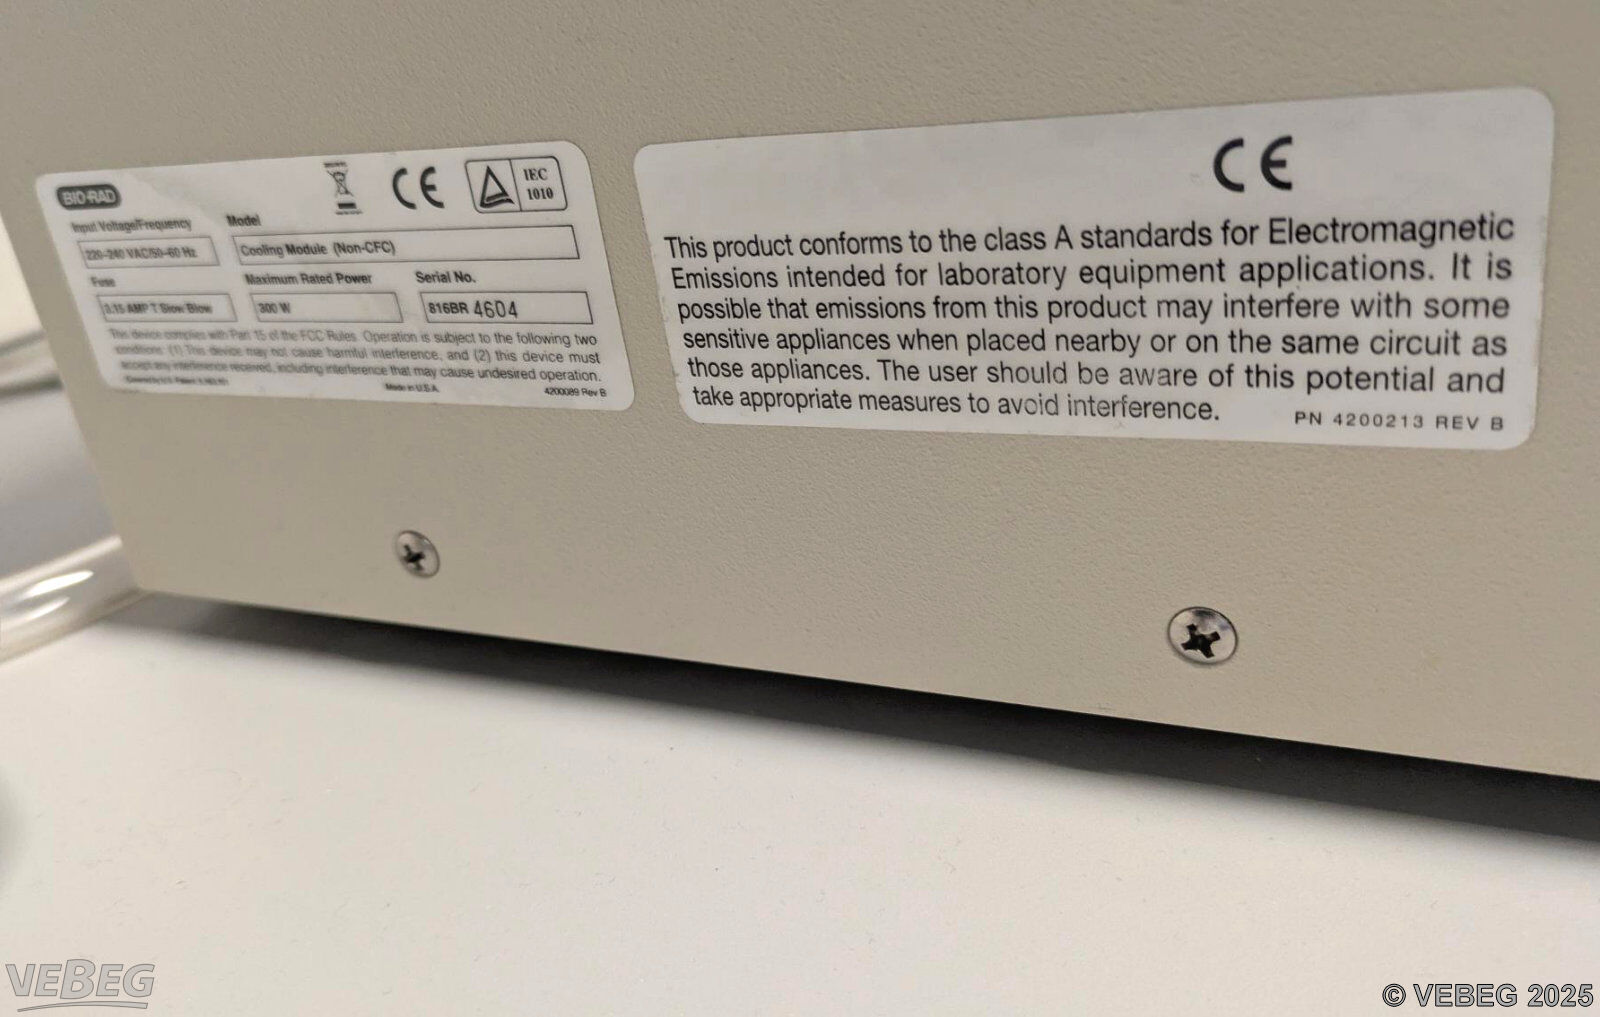 BIO-RAD
IEC
1010
Input Voltage/Frequency
Model
220-240 VAC/50-60 Hz
Cooling Module (Non-CFC)
Fuse
Maximum Rated Power
Serial No.
3.15 AMP T Slow Blow
300 W
816BR 4604
This device complies with Part 15 of the FCC Rules. Operation is subject to the following two
conditions: (1) This device may not cause harmful interference, and (2) this device must
accept any interference received, including interference that may cause undesired operation.
Made in U.S.A.
4200089 Rev B
CE
This product conforms to the class A standards for Electromagnetic
Emissions intended for laboratory equipment applications. It is
possible that emissions from this product may interfere with some
sensitive appliances when placed nearby or on the same circuit as
those appliances. The user should be aware of this potential and
take appropriate measures to avoid interference.
PN 4200213 REV B
VEBEG
© VEBEG 2025